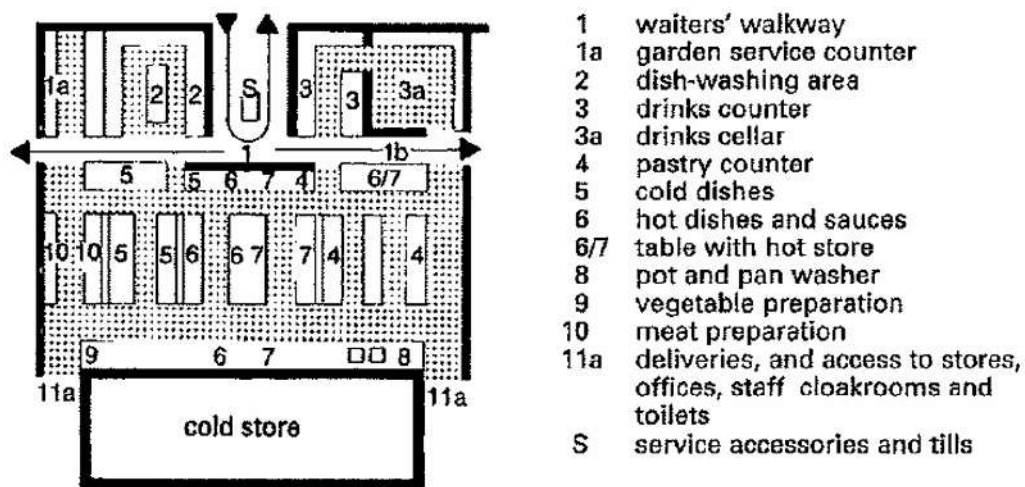 1a
2
2
S
3
3
3a
1
1b
5
5 6 7 4
6/7
10 10 5 5 6 6 7 7 4 4
9 6 7 8
11a
11a
cold store
1 waiters' walkway
1a garden service counter
2 dish-washing area
3 drinks counter
3a drinks cellar
4 pastry counter
5 cold dishes
6 hot dishes and sauces
6/7 table with hot store
8 pot and pan washer
9 vegetable preparation
10 meat preparation
11a deliveries, and access to stores,
offices, staff cloakrooms and
toilets
S service accessories and tills